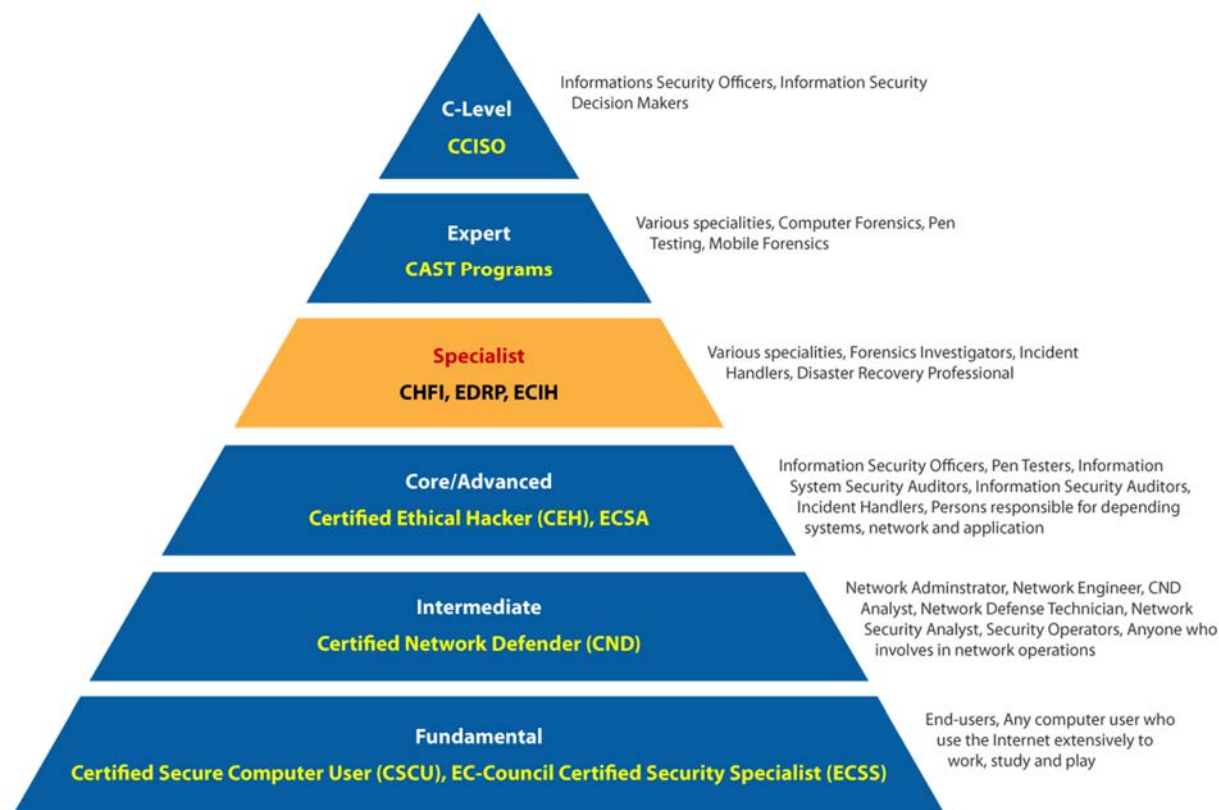 C-Level
CCISO
Informations Security Officers, Information Security
Decision Makers
Expert
CAST Programs
Various specialities, Computer Forensics, Pen
Testing, Mobile Forensics
Specialist
CHFI, EDRP, ECIH
Various specialities, Forensics Investigators, Incident
Handlers, Disaster Recovery Professional
Core/Advanced
Certified Ethical Hacker (CEH), ECSA
Information Security Officers, Pen Testers, Information
System Security Auditors, Information Security Auditors,
Incident Handlers, Persons responsible for depending
systems, network and application
Intermediate
Certified Network Defender (CND)
Network Adminstrator, Network Engineer, CND
Analyst, Network Defense Technician, Network
Security Analyst, Security Operators, Anyone who
involves in network operations
Fundamental
Certified Secure Computer User (CSCU), EC-Council Certified Security Specialist (ECSS)
End-users, Any computer user who
use the Internet extensively to
work, study and play